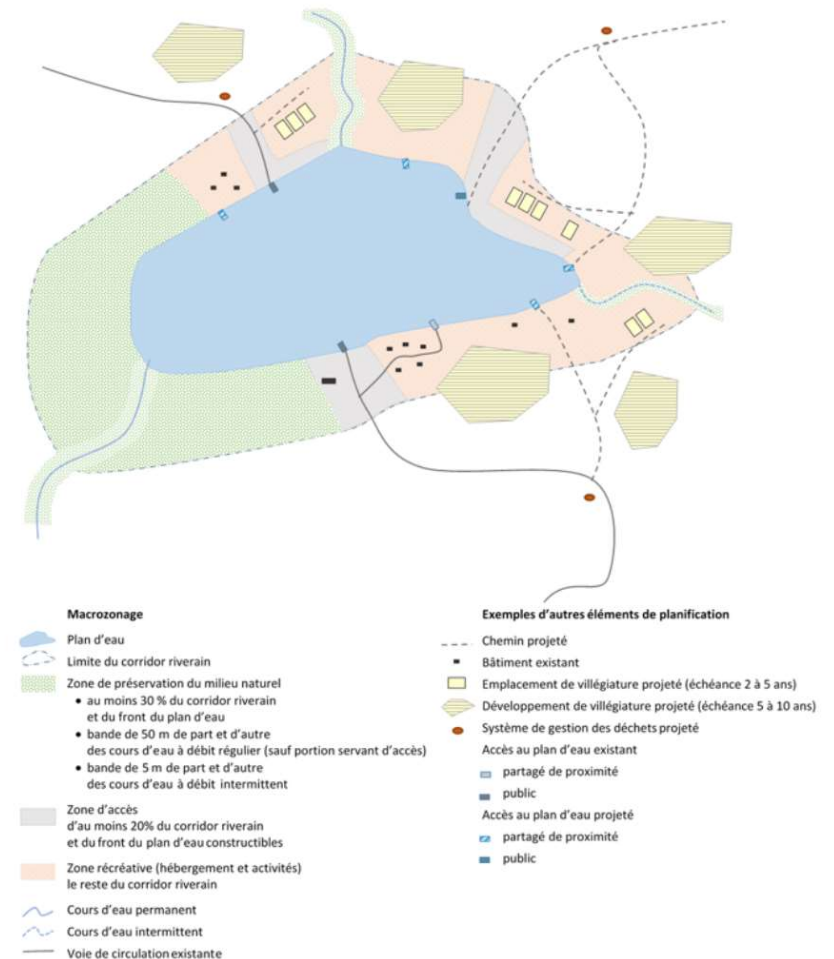 Macrozonage
Plan d'eau
Limite du corridor riverain
Zone de préservation du milieu naturel
• au moins 30 % du corridor riverain
et du front du plan d'eau
• bande de 50 m de part et d'autre
des cours d'eau à débit régulier (sauf portion servant d'accès)
• bande de 5 m de part et d'autre
des cours d'eau à débit intermittent
Zone d'accès
d'au moins 20% du corridor riverain
et du front du plan d'eau constructibles
Zone récréative (hébergement et activités)
le reste du corridor riverain
Cours d'eau permanent
Cours d'eau intermittent
Voie de circulation existante
Exemples d'autres éléments de planification
Chemin projeté
Bâtiment existant
Emplacement de villégiature projeté (échéance 2 à 5 ans)
Développement de villégiature projeté (échéance 5 à 10 ans)
Système de gestion des déchets projeté
Accès au plan d'eau existant
partagé de proximité
public
Accès au plan d'eau projeté
partagé de proximité
public